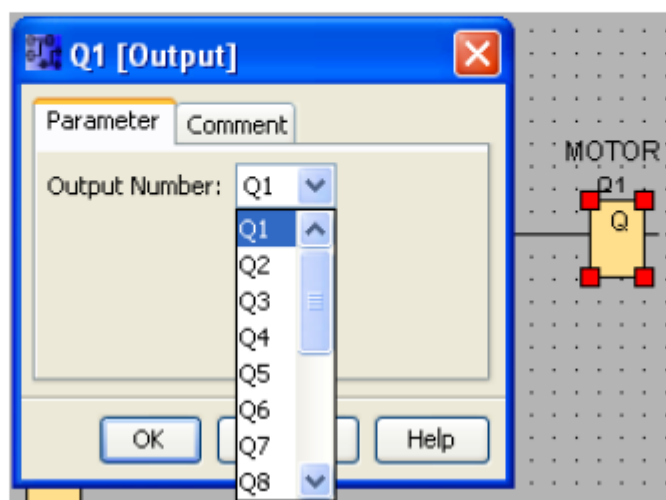 Q1 [Output]
Parameter
Comment
Output Number: Q1
Q1
Q2
Q3
Q4
Q5
Q6
Q7
Q8
OK
Help
MOTOR
Q1
Q